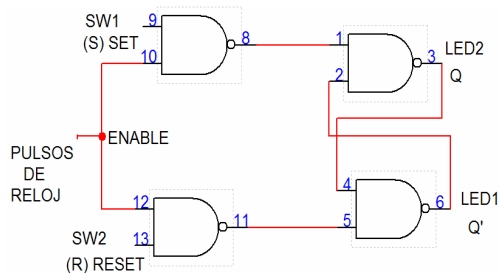 SW1
(S) SET
9
10
8
1
2
3
LED2
Q
ENABLE
PULSOS
DE
RELOJ
12
13
11
SW2
(R) RESET
4
5
6
LED1
Q'